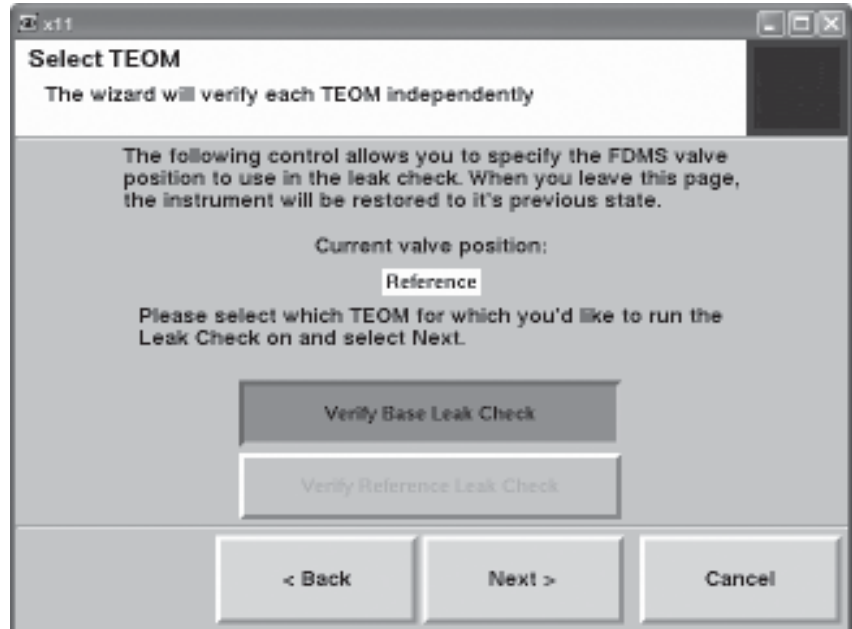 x11
Select TEOM
The wizard will verify each TEOM independently
The following control allows you to specify the FDMS valve
position to use in the leak check. When you leave this page,
the instrument will be restored to it's previous state.
Current valve position:
Reference
Please select which TEOM for which you'd like to run the
Leak Check on and select Next.
Verify Base Leak Check
Verify Reference Leak Check
< Back
Next >
Cancel